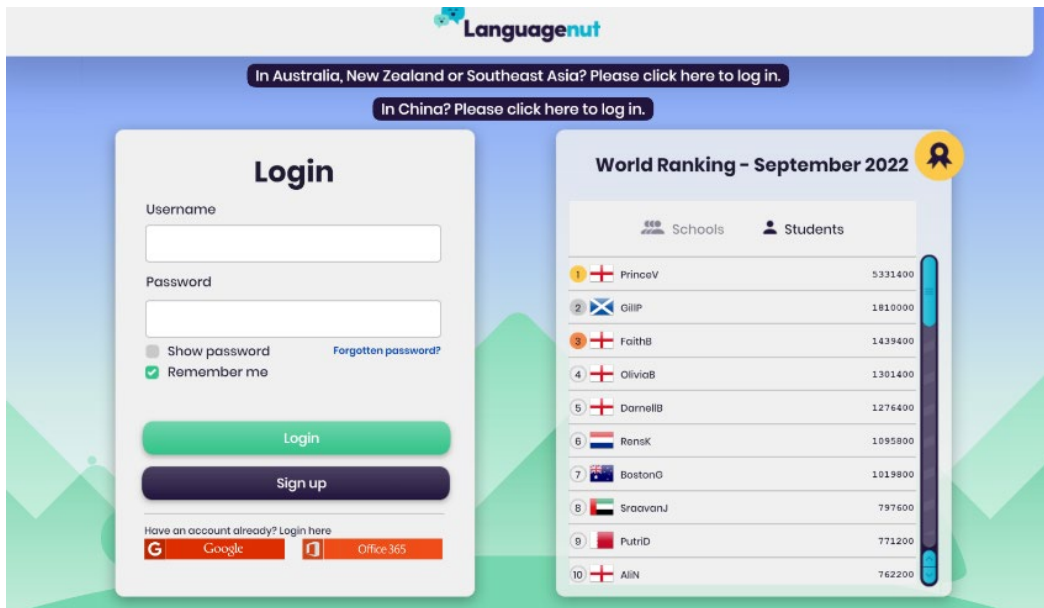 Languagenut
In Australia, New Zealand or Southeast Asia? Please click here to log in.
In China? Please click here to log in.
Login
Username
Password
Show password
Forgotten password?
Remember me
Login
Sign up
Have an account already? Login here
G Google
Office 365
World Ranking - September 2022
Schools Students
1 PrinceV 5331400
2 GillP 1810000
3 FaithB 1439400
4 OliviaB 1301400
5 DarnellB 1276400
6 RensK 1095800
7 BostonG 1019800
8 SraavanJ 797600
9 PutriD 771200
10 AliN 762200